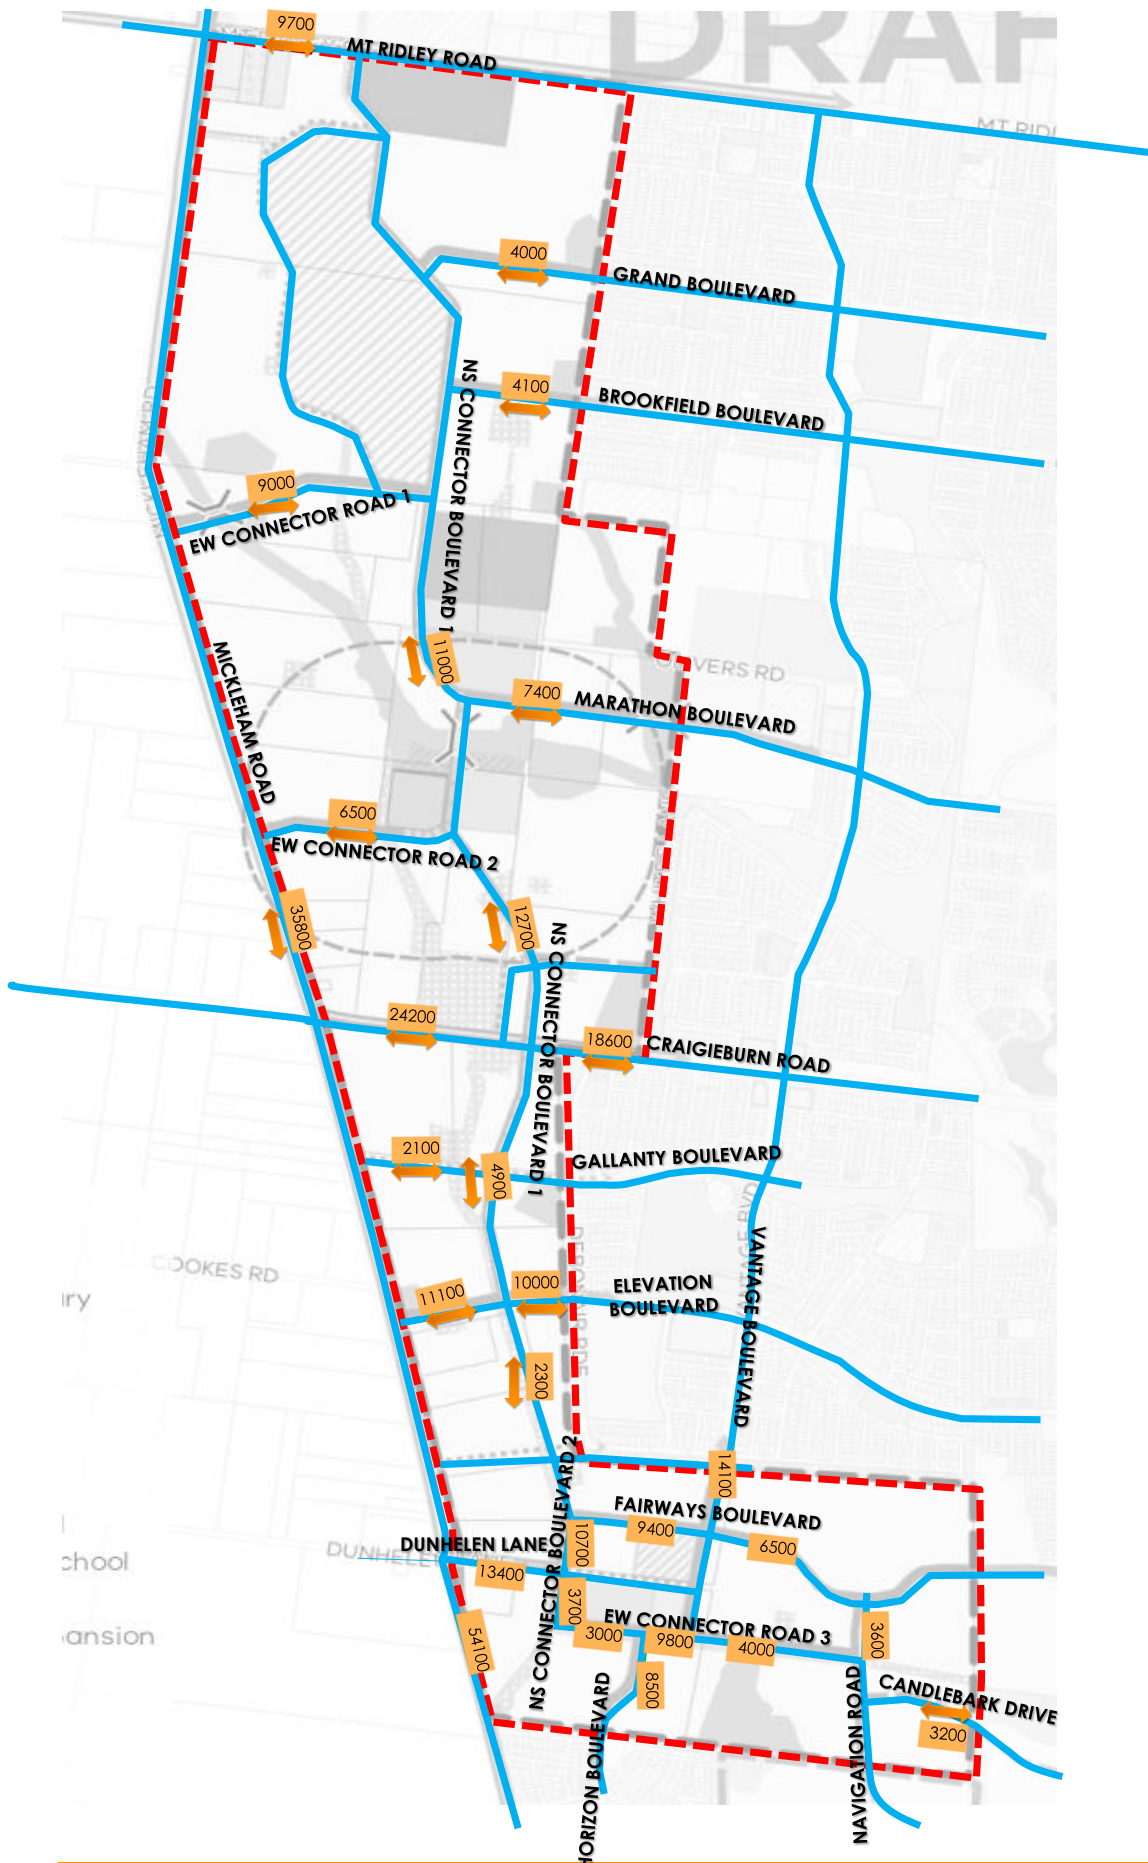 DRAF
9700
MT RIDLEY ROAD
MT RIDL
4000
GRAND BOULEVARD
4100
BROOKFIELD BOULEVARD
NS CONNECTOR BOULEVARD 1
9000
EW CONNECTOR ROAD 1
11000
7400
MARATHON BOULEVARD
MICKLEHAM ROAD
6500
EW CONNECTOR ROAD 2
35800
12700
NS CONNECTOR BOULEVARD 1
24200
18600
CRAIGIEBURN ROAD
2100
4900
GALLANTY BOULEVARD
COOKES RD
ry
11100
10000
ELEVATION
BOULEVARD
VANTAGE BOULEVARD
2300
14100
NS CONNECTOR BOULEVARD 2
FAIRWAYS BOULEVARD
9400
6500
10700
DUNHELEN LANE
13400
chool
3700
EW CONNECTOR ROAD 3
3000
9800
4000
3600
54100
ansion
8500
HORIZON BOULEVARD
NAVIGATION ROAD
CANDLEBARK DRIVE
3200